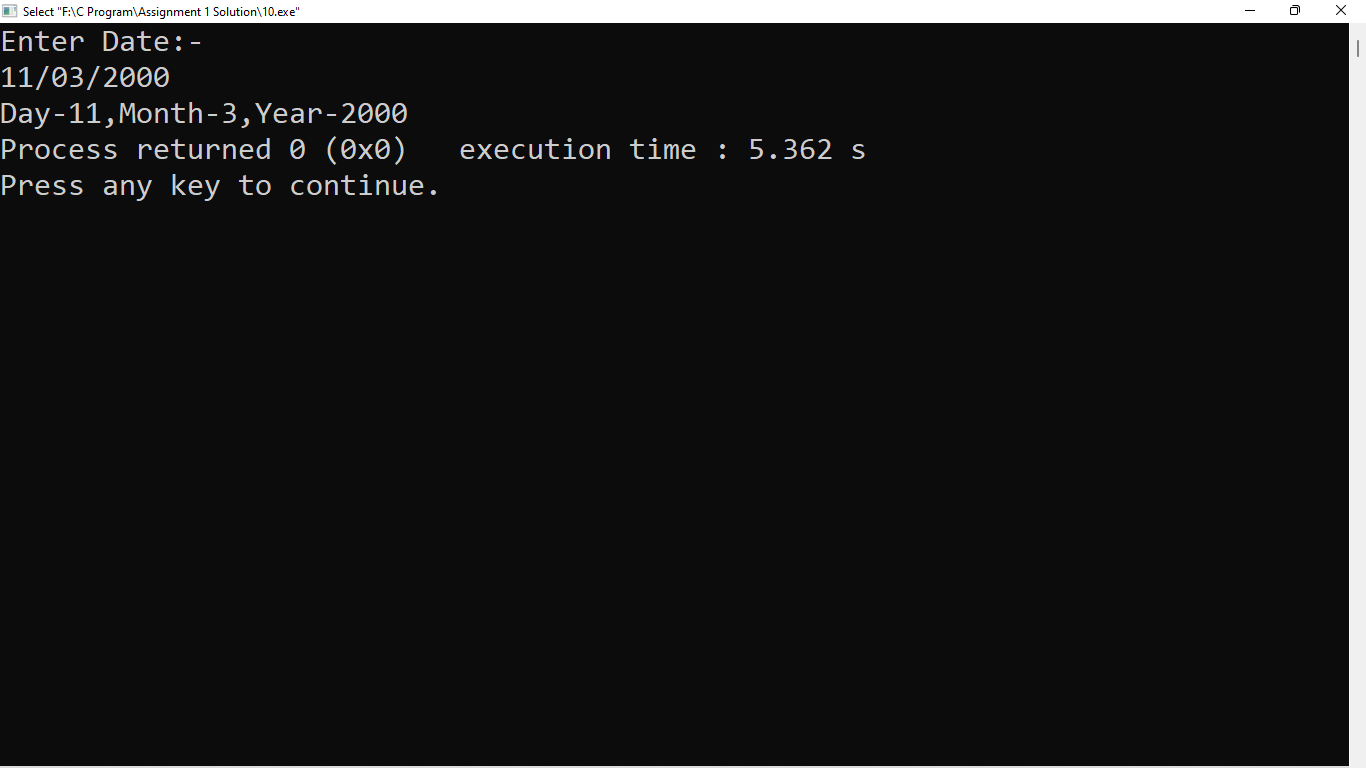 Select "F:\C Program\Assignment 1 Solution\10.exe"
Enter Date:-
11/03/2000
Day-11,Month-3,Year-2000
Process returned 0 (0x0)   execution time : 5.362 s
Press any key to continue.